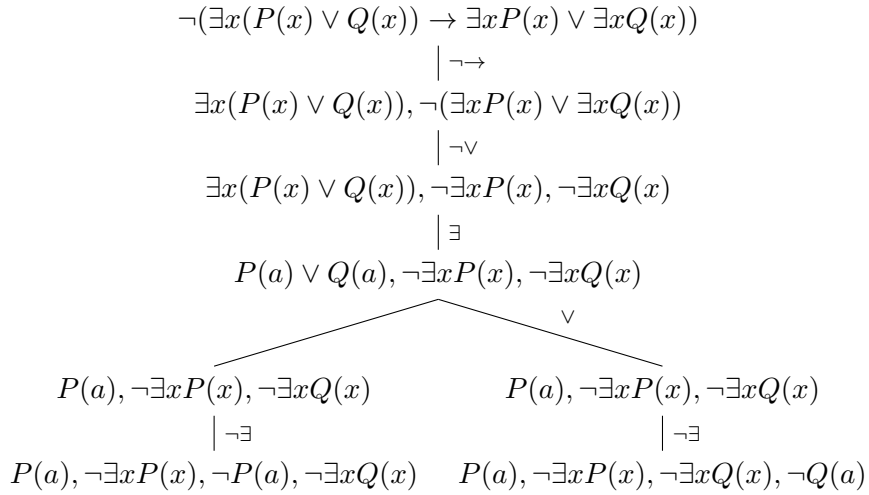 ¬(∃x(P(x) ∨ Q(x)) → ∃xP(x) ∨ ∃xQ(x))
¬→
∃x(P(x) ∨ Q(x)), ¬(∃xP(x) ∨ ∃xQ(x))
¬∨
∃x(P(x) ∨ Q(x)), ¬∃xP(x), ¬∃xQ(x)
∃
P(a) ∨ Q(a), ¬∃xP(x), ¬∃xQ(x)
∨
P(a), ¬∃xP(x), ¬∃xQ(x) P(a), ¬∃xP(x), ¬∃xQ(x)
¬∃ ¬∃
P(a), ¬∃xP(x), ¬P(a), ¬∃xQ(x) P(a), ¬∃xP(x), ¬∃xQ(x), ¬Q(a)